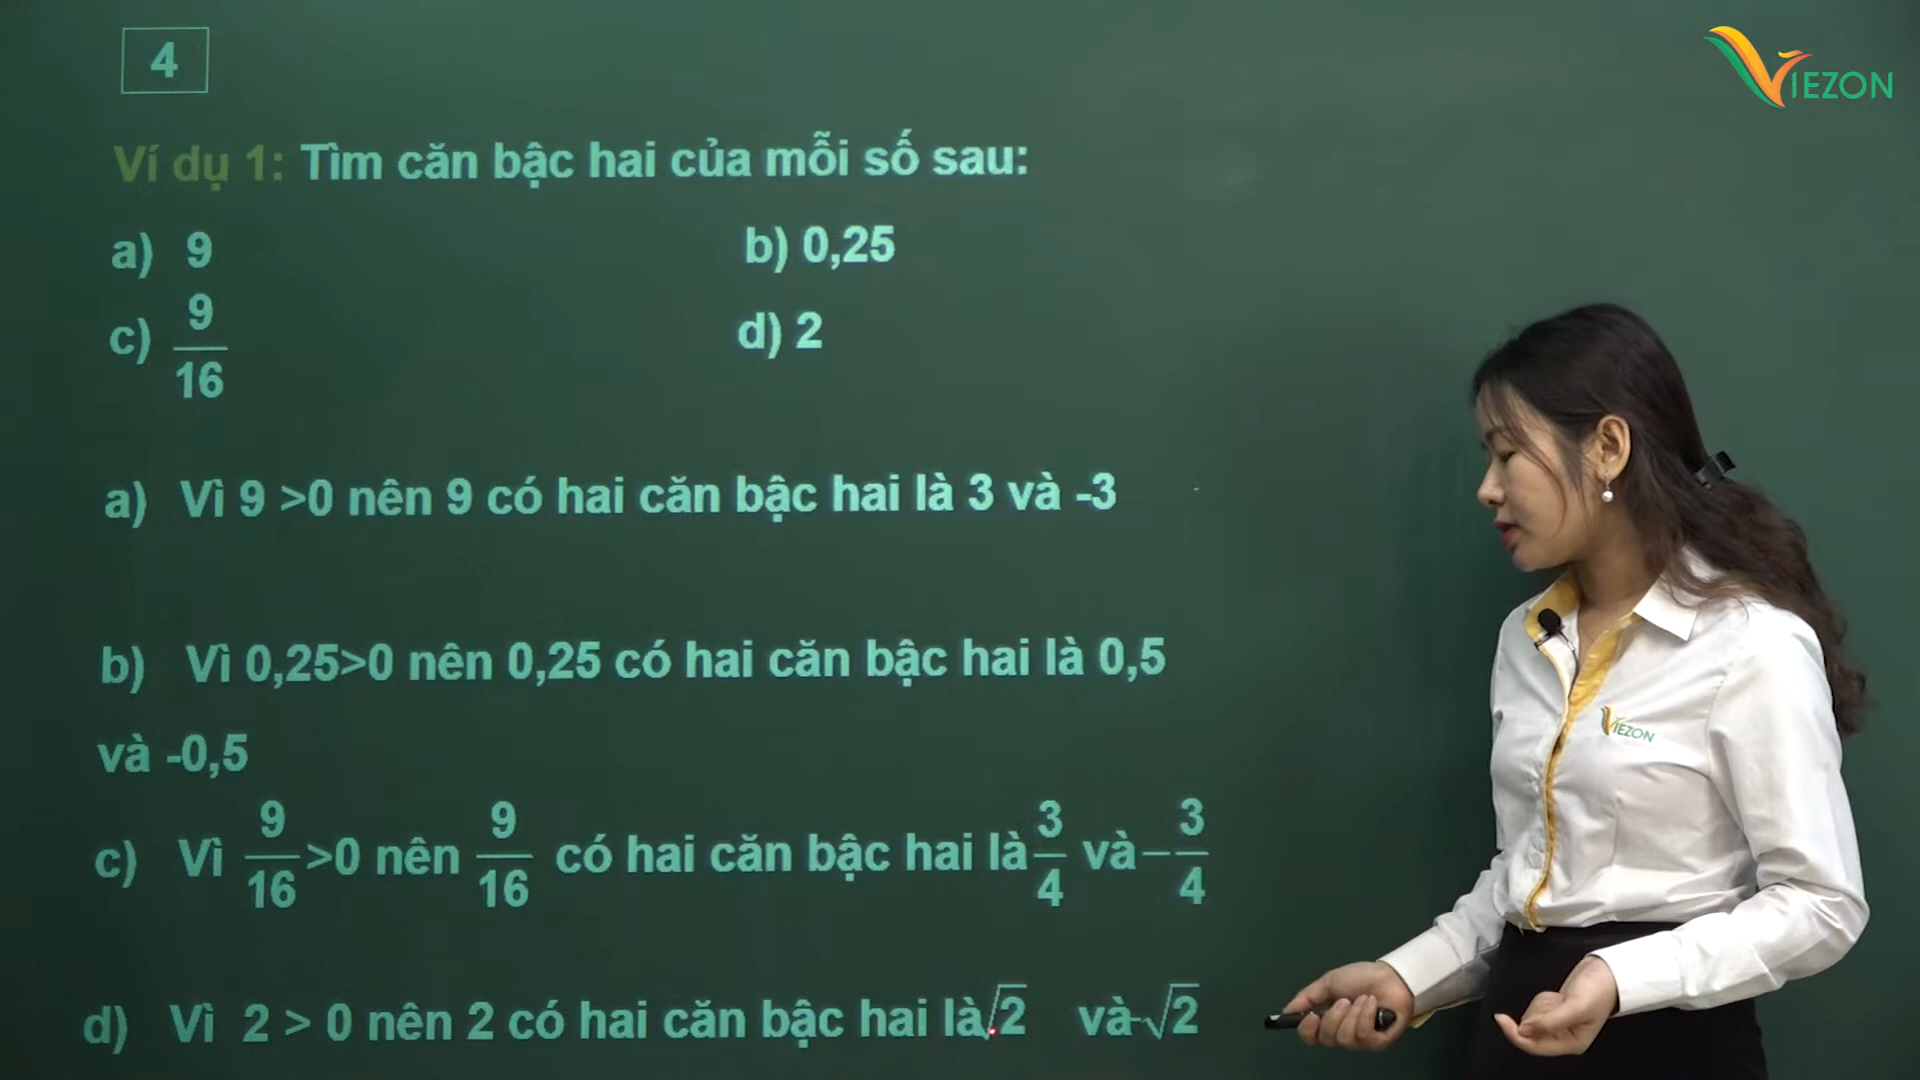 4
VIEZON
Ví dụ 1: Tìm căn bậc hai của mỗi số sau:
a) 9
b) 0,25
c) 9/16
d) 2
a) Vì 9 >0 nên 9 có hai căn bậc hai là 3 và -3
b) Vì 0,25>0 nên 0,25 có hai căn bậc hai là 0,5
và -0,5
c) Vì 9/16 >0 nên 9/16 có hai căn bậc hai là 3/4 và - 3/4
d) Vì 2 > 0 nên 2 có hai căn bậc hai là √2 và -√2
VIEZON